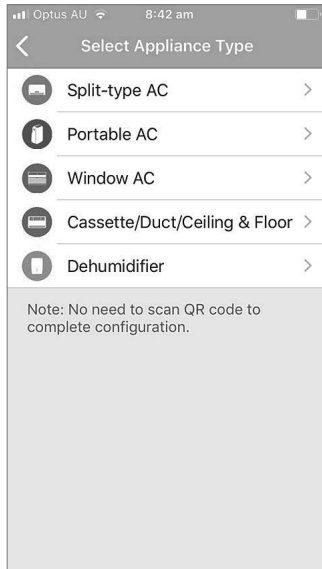 Optus AU 8:42 am
Select Appliance Type
Split-type AC
Portable AC
Window AC
Cassette/Duct/Ceiling & Floor
Dehumidifier
Note: No need to scan QR code to
complete configuration.